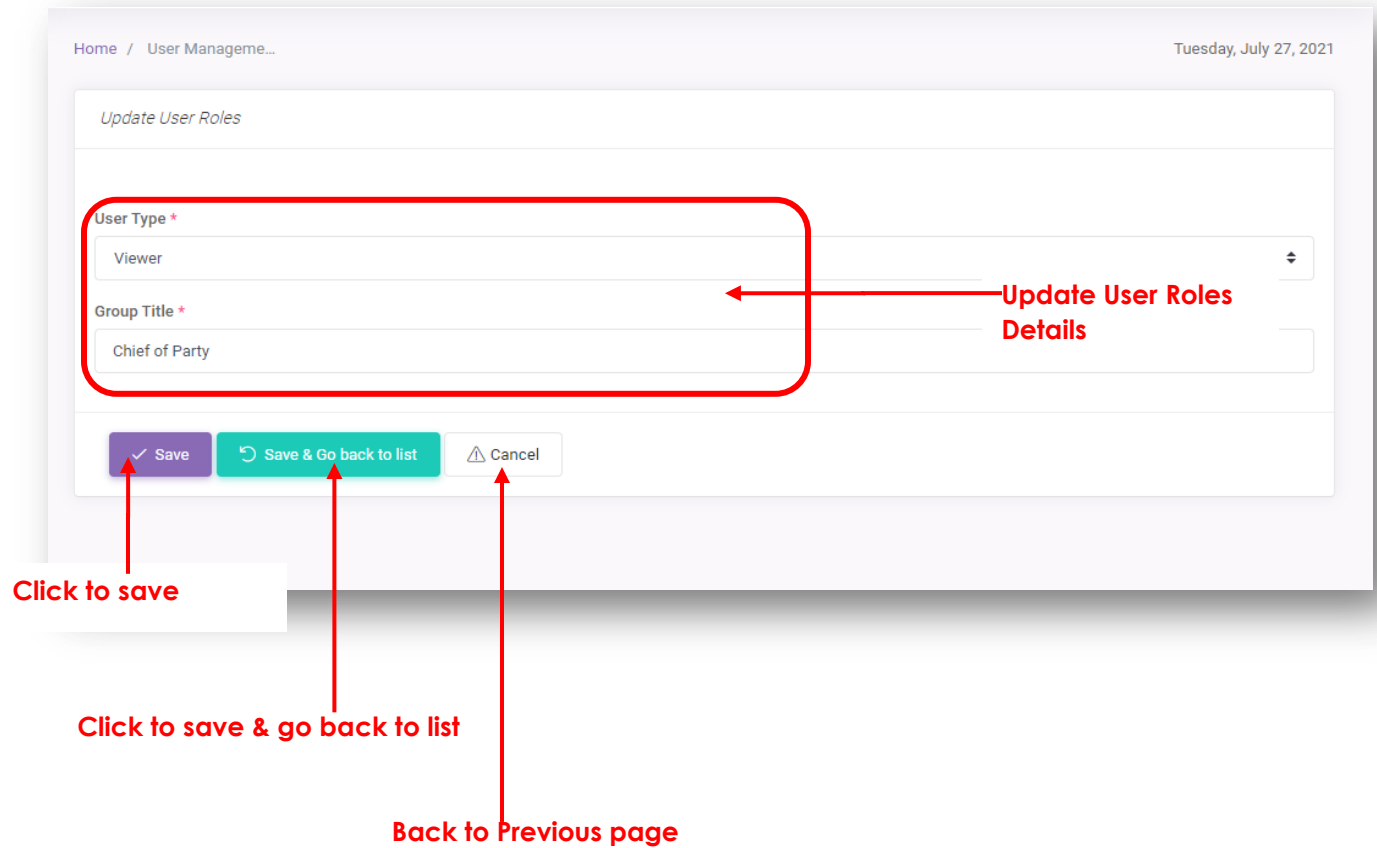 Home / User Manageme...
Tuesday, July 27, 2021
Update User Roles
User Type *
Viewer
Update User Roles
Details
Group Title *
Chief of Party
Save
Save & Go back to list
Cancel
Click to save
Click to save & go back to list
Back to Previous page